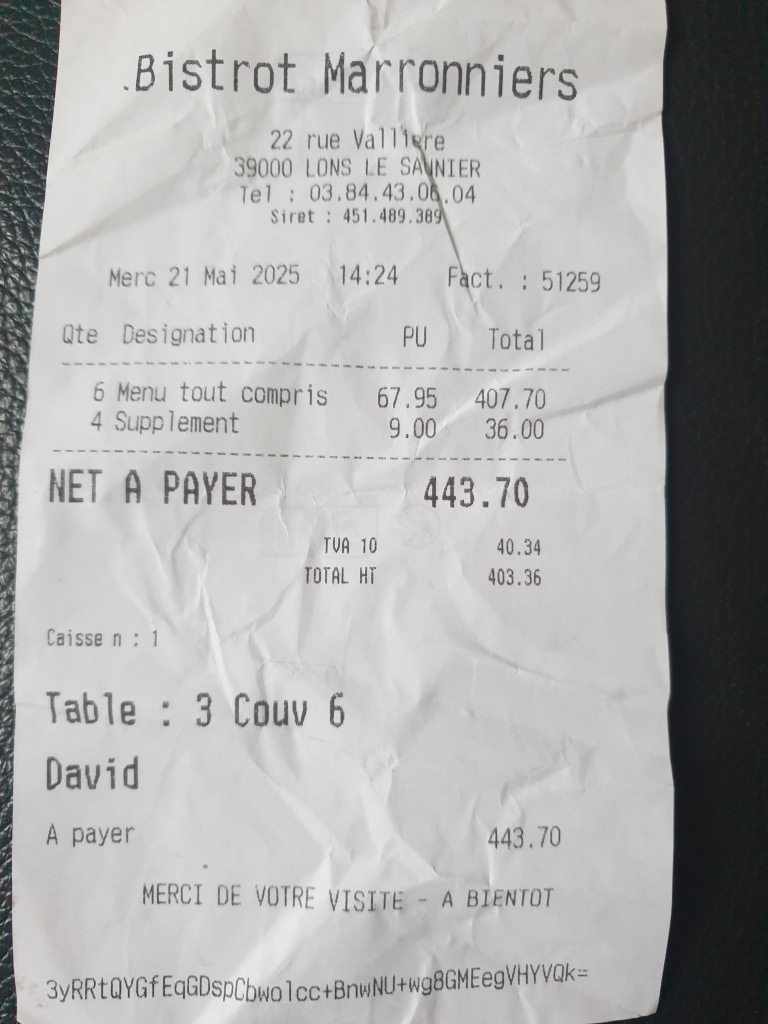 .Bistrot Marronniers
22 rue Valliere
39000 LONS LE SAUNIER
Tel : 03.84.43.06.04
Siret : 451.489.389
Merc 21 Mai 2025 14:24 Fact. : 51259
Qte Designation PU Total
6 Menu tout compris 67.95 407.70
4 Supplement 9.00 36.00
NET A PAYER 443.70
TVA 10 40.34
TOTAL HT 403.36
Caisse n : 1
Table : 3 Couv 6
David
A payer 443.70
MERCI DE VOTRE VISITE - A BIENTOT
3yRRtQYGfEqGDspCbwolcc+BnwNU+wg8GMEegVHYVQk=